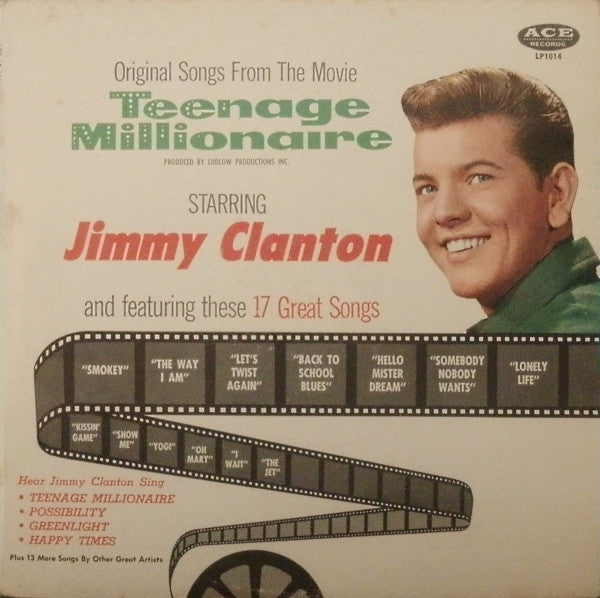 ACE
RECORDS
LP1014
Original Songs From The Movie
Teenage
Millionaire
PRODUCED BY LUDLOW PRODUCTIONS INC.
STARRING
Jimmy Clanton
and featuring these 17 Great Songs
"SMOKEY"
"THE WAY
I AM"
"LET'S
TWIST
AGAIN"
"BACK TO
SCHOOL
BLUES"
"HELLO
MISTER
DREAM"
"SOMEBODY
NOBODY
WANTS"
"LONELY
LIFE"
"KISSIN'
GAME"
"SHOW
ME"
"YOGI"
"OH
MARY"
"I
WAIT"
"THE
JET"
Hear Jimmy Clanton Sing
• TEENAGE MILLIONAIRE
• POSSIBILITY
• GREENLIGHT
• HAPPY TIMES
Plus 13 More Songs By Other Great Artists